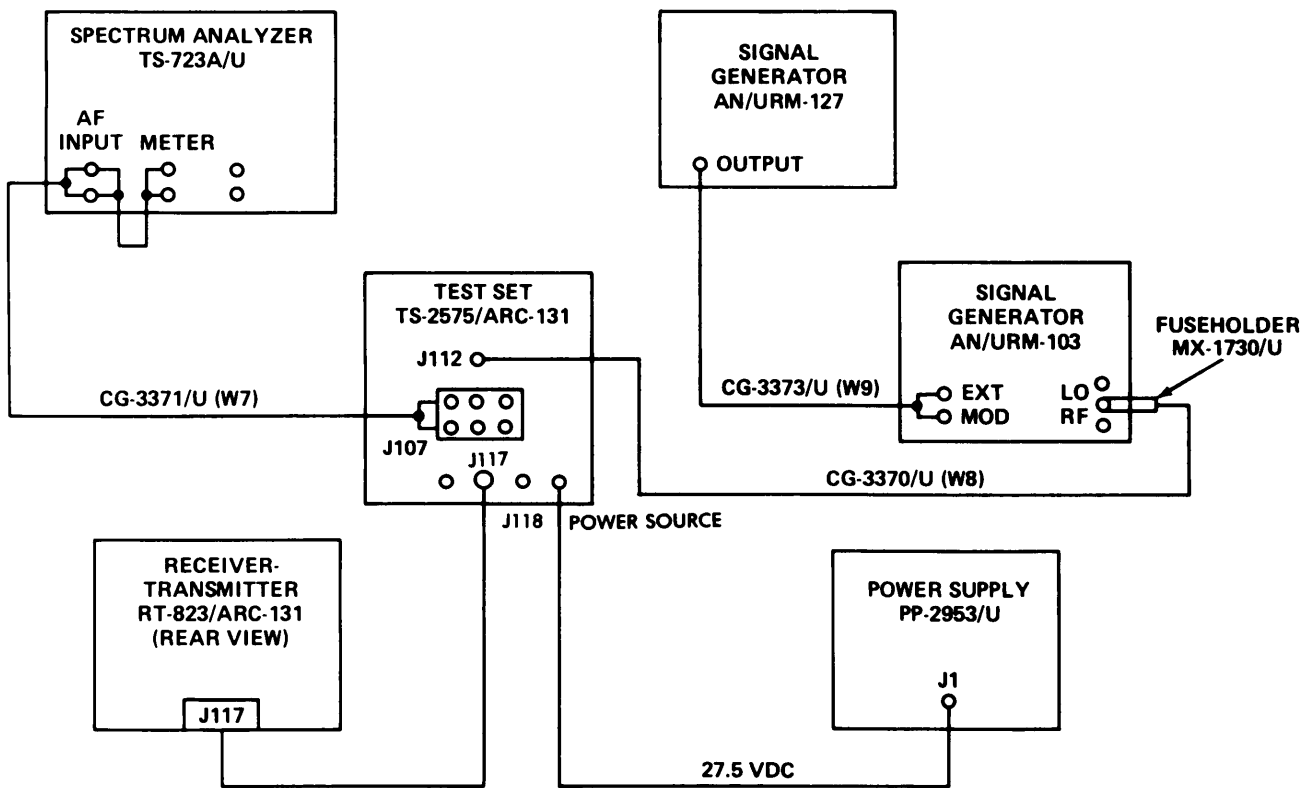 SPECTRUM ANALYZER
TS-723A/U
AF
INPUT METER
SIGNAL
GENERATOR
AN/URM-127
OUTPUT
TEST SET
TS-2575/ARC-131
J112
J107
J117
J118 POWER SOURCE
CG-3371/U (W7)
SIGNAL
GENERATOR
AN/URM-103
EXT
MOD
LO
RF
FUSEHOLDER
MX-1730/U
CG-3373/U (W9)
CG-3370/U (W8)
RECEIVER-
TRANSMITTER
RT-823/ARC-131
(REAR VIEW)
J117
POWER SUPPLY
PP-2953/U
J1
27.5 VDC